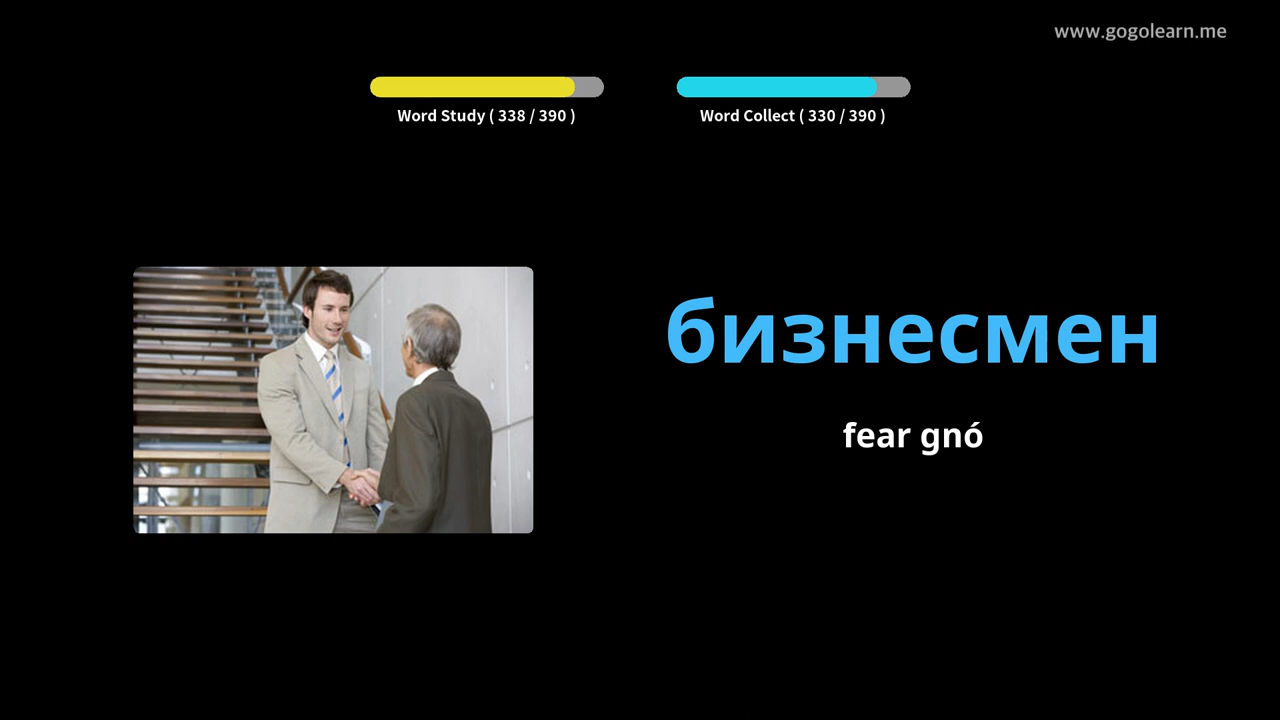 www.gogolearn.me
Word Study ( 338 / 390 )
Word Collect ( 330 / 390 )
бизнесмен
fear gnó